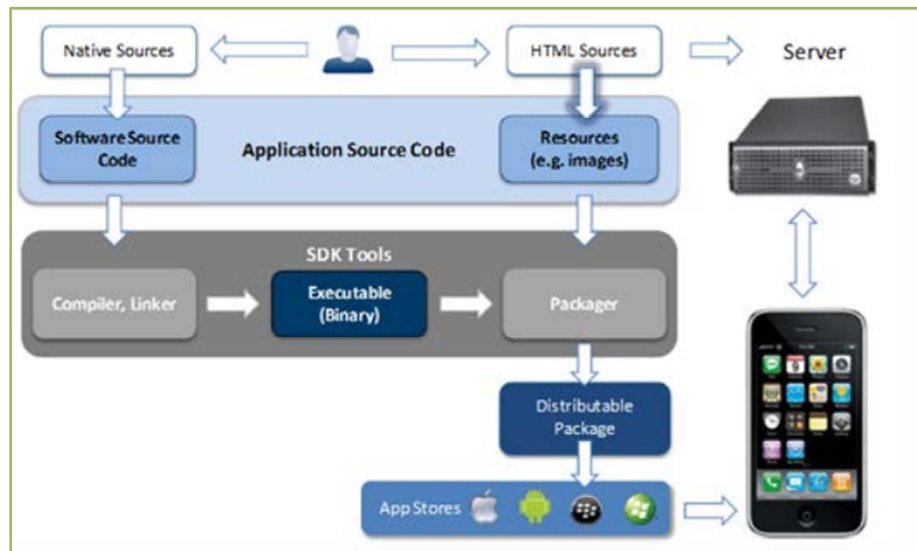 Native Sources
HTML Sources
Server
Software Source
Code
Application Source Code
Resources
(e.g. images)
SDK Tools
Compiler, Linker
Executable
(Binary)
Packager
Distributable
Package
App Stores